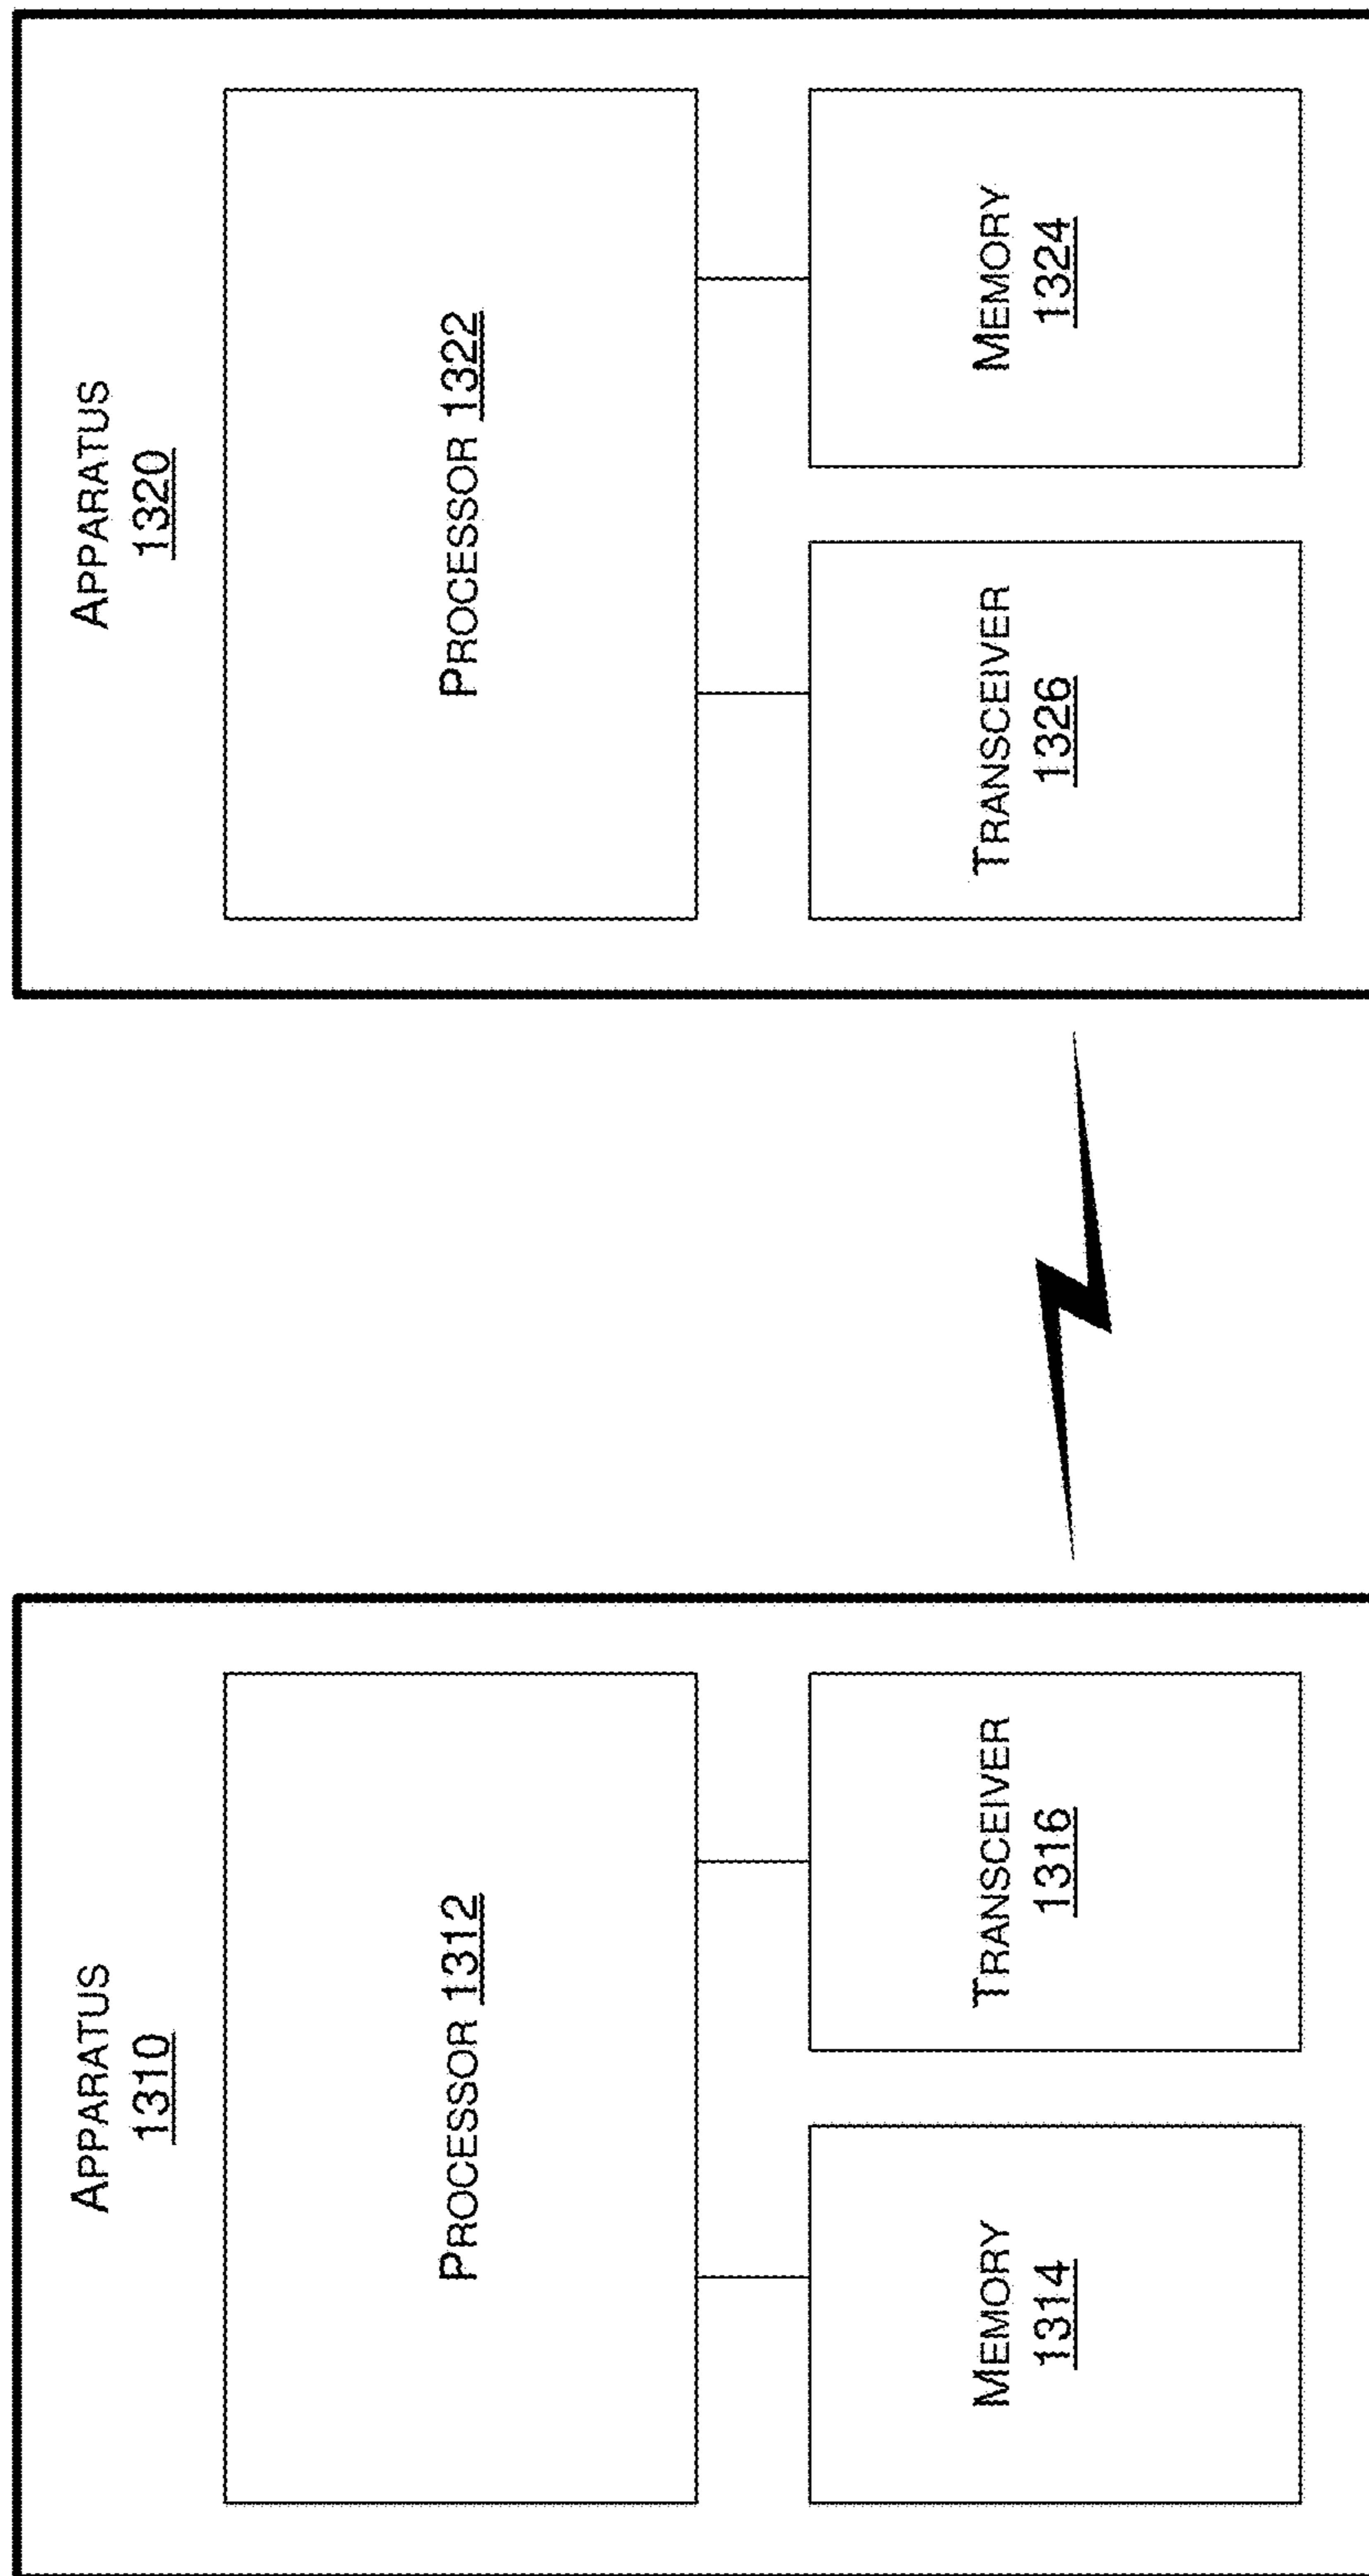 APPARATUS
1310
PROCESSOR 1312
MEMORY
1314
TRANSCEIVER
1316
APPARATUS
1320
PROCESSOR 1322
TRANSCEIVER
1326
MEMORY
1324